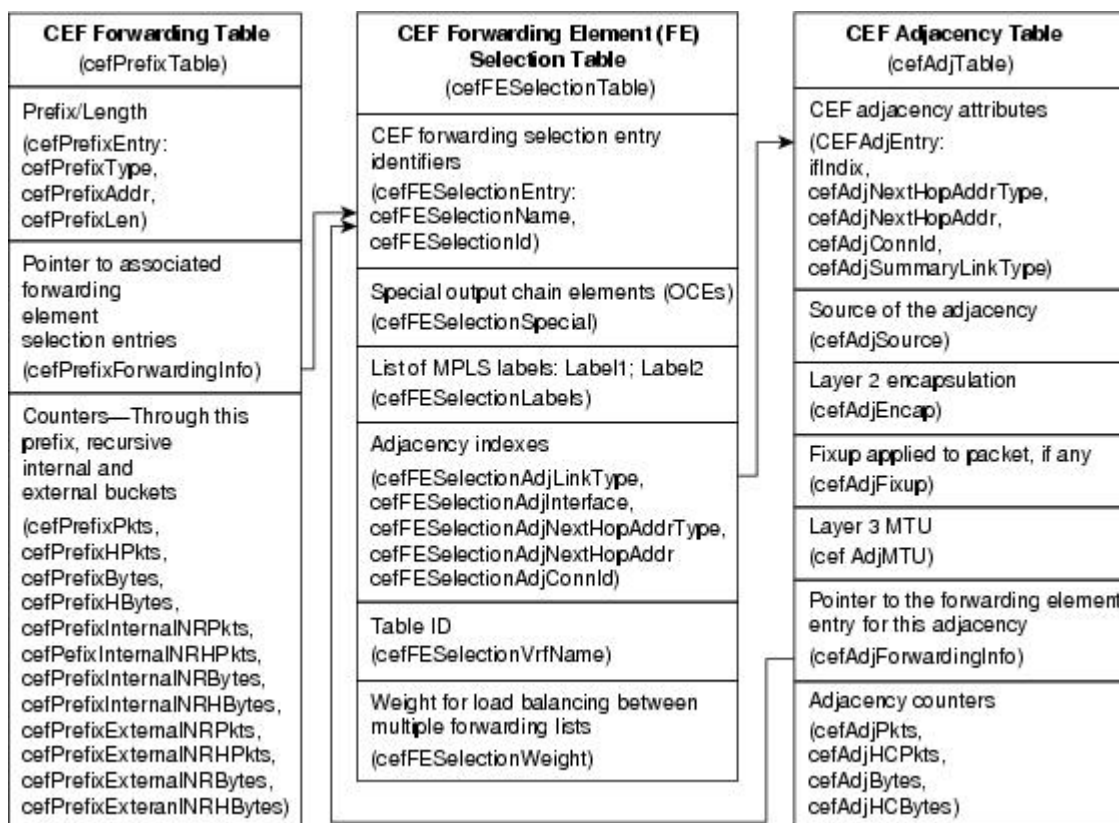 CEF Forwarding Table
(cefPrefixTable)
Prefix/Length
(cefPrefixEntry:
cefPrefixType,
cefPrefixAddr,
cefPrefixLen)
Pointer to associated
forwarding
element
selection entries
(cefPrefixForwardingInfo)
Counters—Through this
prefix, recursive
internal and
external buckets
(cefPrefixPkts,
cefPrefixHPkts,
cefPrefixBytes,
cefPrefixHBytes,
cefPrefixInternalNRPkts,
cefPefixInternalNRHPkts,
cefPrefixInternalNRBytes,
cefPrefixInternalNRHBytes,
cefPrefixExternalNRPkts,
cefPrefixExternalNRHPkts,
cefPrefixExternalNRBytes,
cefPrefixExteranlNRHBytes)
CEF Forwarding Element (FE)
Selection Table
(cefFESelectionTable)
CEF forwarding selection entry
identifiers
(cefFESelectionEntry:
cefFESelectionName,
cefFESelectionId)
Special output chain elements (OCEs)
(cefFESelectionSpecial)
List of MPLS labels: Label1; Label2
(cefFESelectionLabels)
Adjacency indexes
(cefFESelectionAdjLinkType,
cefFESelectionAdjInterface,
cefFESelectionAdjNextHopAddrType,
cefFESelectionAdjNextHopAddr
cefFESelectionAdjConnId)
Table ID
(cefFESelectionVrfName)
Weight for load balancing between
multiple forwarding lists
(cefFESelectionWeight)
CEF Adjacency Table
(cefAdjTable)
CEF adjacency attributes
(CEFAdjEntry:
ifIndix,
cefAdjNextHopAddrType,
cefAdjNextHopAddr,
cefAdjConnId,
cefAdjSummaryLinkType)
Source of the adjacency
(cefAdjSource)
Layer 2 encapsulation
(cefAdjEncap)
Fixup applied to packet, if any
(cefAdjFixup)
Layer 3 MTU
(cef AdjMTU)
Pointer to the forwarding element
entry for this adjacency
(cefAdjForwardingInfo)
Adjacency counters
(cefAdjPkts,
cefAdjHCPkts,
cefAdjBytes,
cefAdjHCBytes)